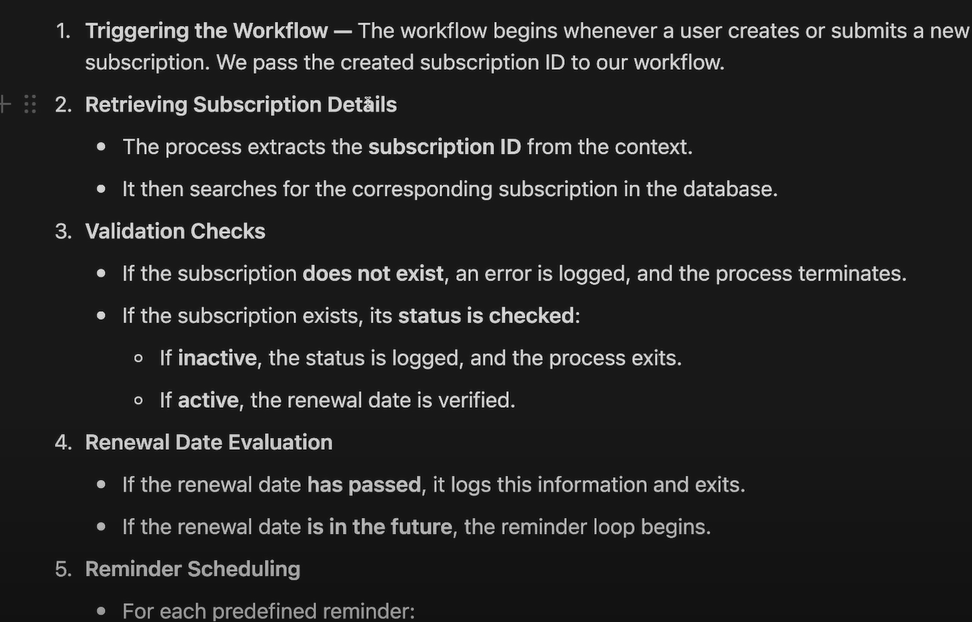 1. Triggering the Workflow — The workflow begins whenever a user creates or submits a new
subscription. We pass the created subscription ID to our workflow.
2. Retrieving Subscription Details
• The process extracts the subscription ID from the context.
• It then searches for the corresponding subscription in the database.
3. Validation Checks
• If the subscription does not exist, an error is logged, and the process terminates.
• If the subscription exists, its status is checked:
◦ If inactive, the status is logged, and the process exits.
◦ If active, the renewal date is verified.
4. Renewal Date Evaluation
• If the renewal date has passed, it logs this information and exits.
• If the renewal date is in the future, the reminder loop begins.
5. Reminder Scheduling
• For each predefined reminder: